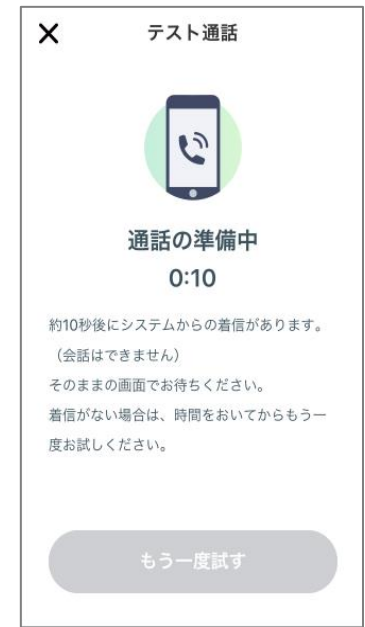 テスト通話
通話の準備中
0:10
約10秒後にシステムからの着信があります。
（会話はできません）
そのままの画面でお待ちください。
着信がない場合は、時間をおいてからもう一
度お試しください。
もう一度試す